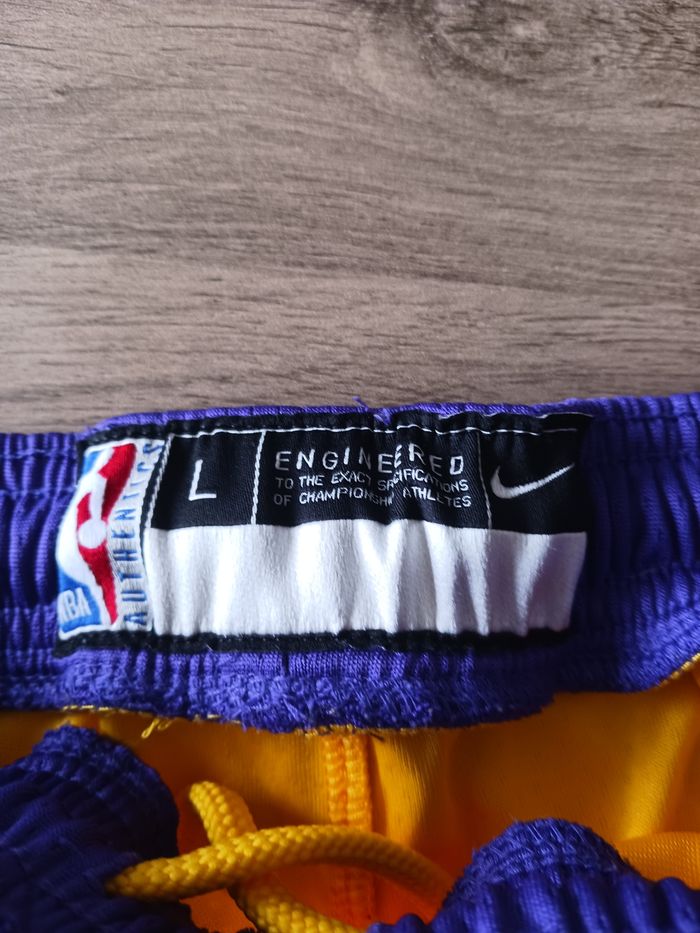 NBA
AUTHENTICS
L
ENGINEERED
TO THE EXACT SPECIFICATIONS
OF CHAMPIONSHIP ATHLETES